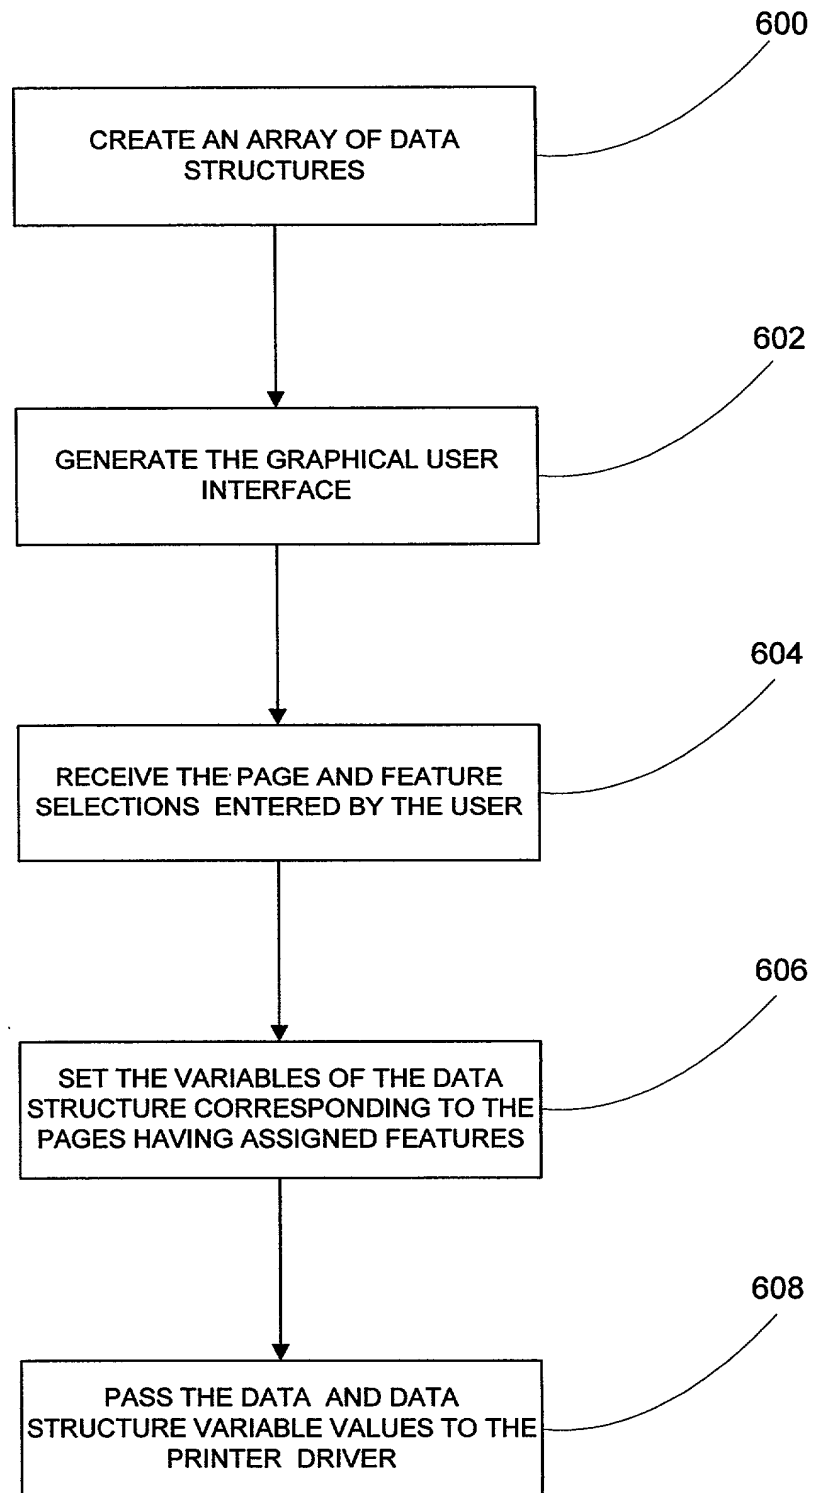 600
CREATE AN ARRAY OF DATA
STRUCTURES
602
GENERATE THE GRAPHICAL USER
INTERFACE
604
RECEIVE THE PAGE AND FEATURE
SELECTIONS ENTERED BY THE USER
606
SET THE VARIABLES OF THE DATA
STRUCTURE CORRESPONDING TO THE
PAGES HAVING ASSIGNED FEATURES
608
PASS THE DATA AND DATA
STRUCTURE VARIABLE VALUES TO THE
PRINTER DRIVER